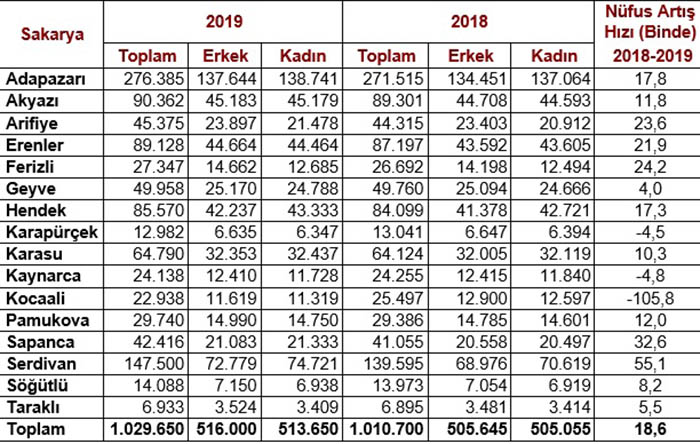 Sakarya 2019 2018 Nüfus Artış Hızı (Binde) 2018-2019
Toplam Erkek Kadın Toplam Erkek Kadın
Adapazarı 276.385 137.644 138.741 271.515 134.451 137.064 17,8
Akyazı 90.362 45.183 45.179 89.301 44.708 44.593 11,8
Arifiye 45.375 23.897 21.478 44.315 23.403 20.912 23,6
Erenler 89.128 44.664 44.464 87.197 43.592 43.605 21,9
Ferizli 27.347 14.662 12.685 26.692 14.198 12.494 24,2
Geyve 49.958 25.170 24.788 49.760 25.094 24.666 4,0
Hendek 85.570 42.237 43.333 84.099 41.378 42.721 17,3
Karapürçek 12.982 6.635 6.347 13.041 6.647 6.394 -4,5
Karasu 64.790 32.353 32.437 64.124 32.005 32.119 10,3
Kaynarca 24.138 12.410 11.728 24.255 12.415 11.840 -4,8
Kocaali 22.938 11.619 11.319 25.497 12.900 12.597 -105,8
Pamukova 29.740 14.990 14.750 29.386 14.785 14.601 12,0
Sapanca 42.416 21.083 21.333 41.055 20.558 20.497 32,6
Serdivan 147.500 72.779 74.721 139.595 68.976 70.619 55,1
Söğütlü 14.088 7.150 6.938 13.973 7.054 6.919 8,2
Taraklı 6.933 3.524 3.409 6.895 3.481 3.414 5,5
Toplam 1.029.650 516.000 513.650 1.010.700 505.645 505.055 18,6